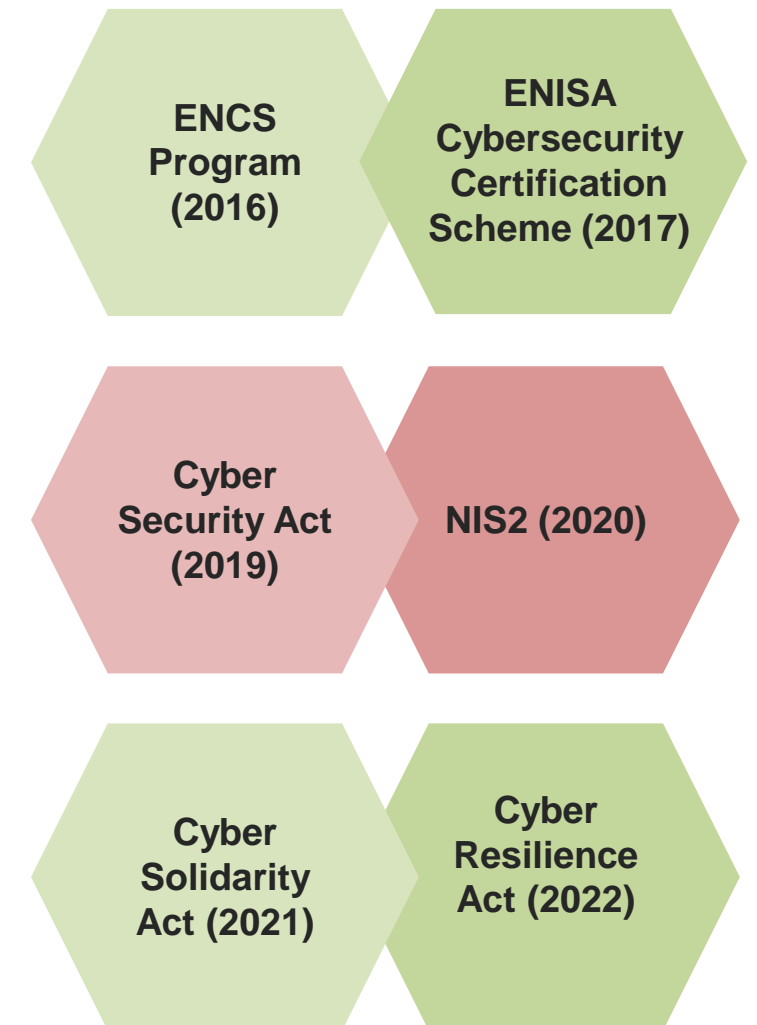 ENCS
Program
(2016)
ENISA
Cybersecurity
Certification
Scheme (2017)
Cyber
Security Act
(2019)
NIS2 (2020)
Cyber
Solidarity
Act (2021)
Cyber
Resilience
Act (2022)